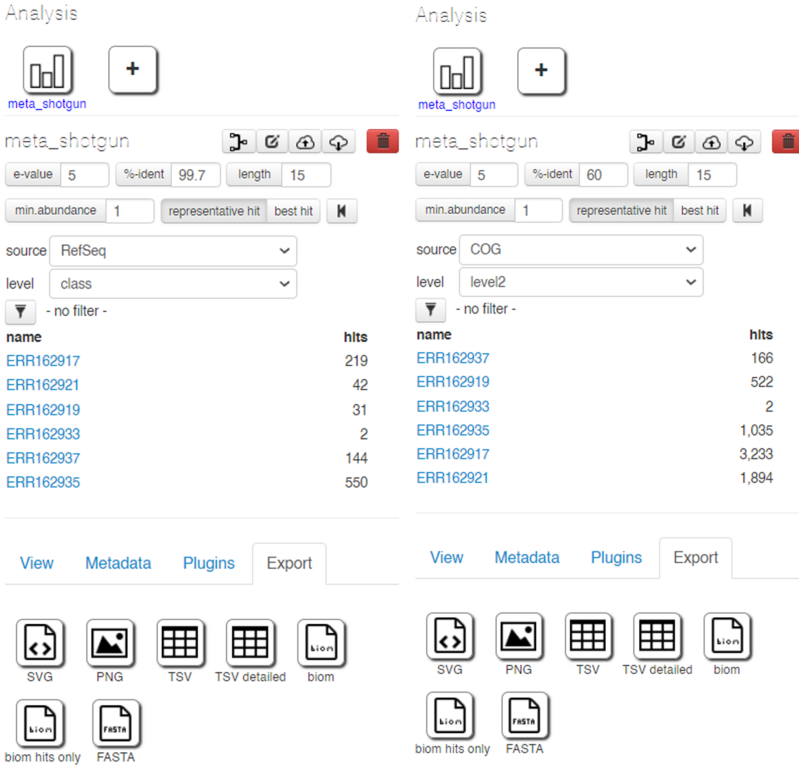 Analysis
meta_shotgun
meta_shotgun
e-value 5 %-ident 99.7 length 15
min.abundance 1 representative hit best hit
source RefSeq
level class
- no filter -
name hits
ERR162917 219
ERR162921 42
ERR162919 31
ERR162933 2
ERR162937 144
ERR162935 550
View Metadata Plugins Export
SVG PNG TSV TSV detailed biom
biom hits only FASTA
Analysis
meta_shotgun
meta_shotgun
e-value 5 %-ident 60 length 15
min.abundance 1 representative hit best hit
source COG
level level2
- no filter -
name hits
ERR162937 166
ERR162919 522
ERR162933 2
ERR162935 1,035
ERR162917 3,233
ERR162921 1,894
View Metadata Plugins Export
SVG PNG TSV TSV detailed biom
biom hits only FASTA